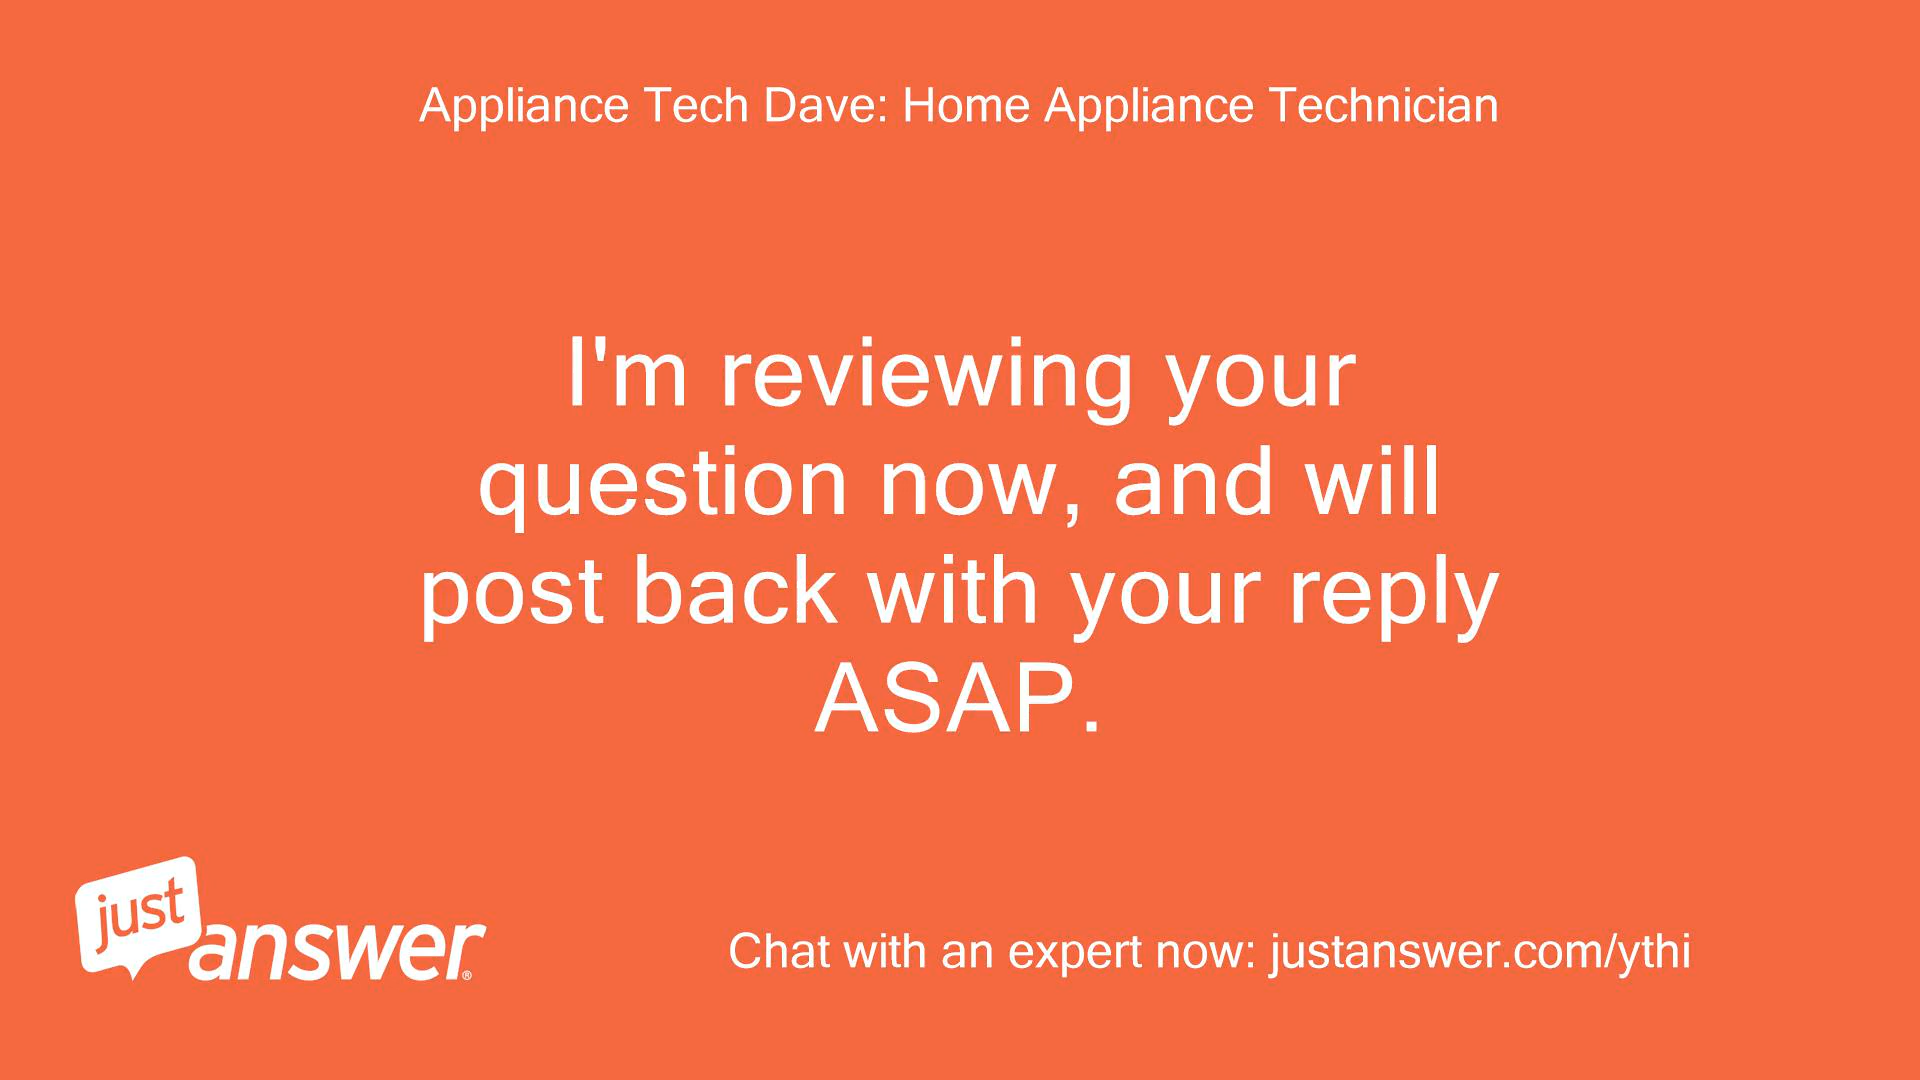 Appliance Tech Dave: Home Appliance Technician
I'm reviewing your
question now, and will
post back with your reply
ASAP.
just
answer®
Chat with an expert now: justanswer.com/ythi